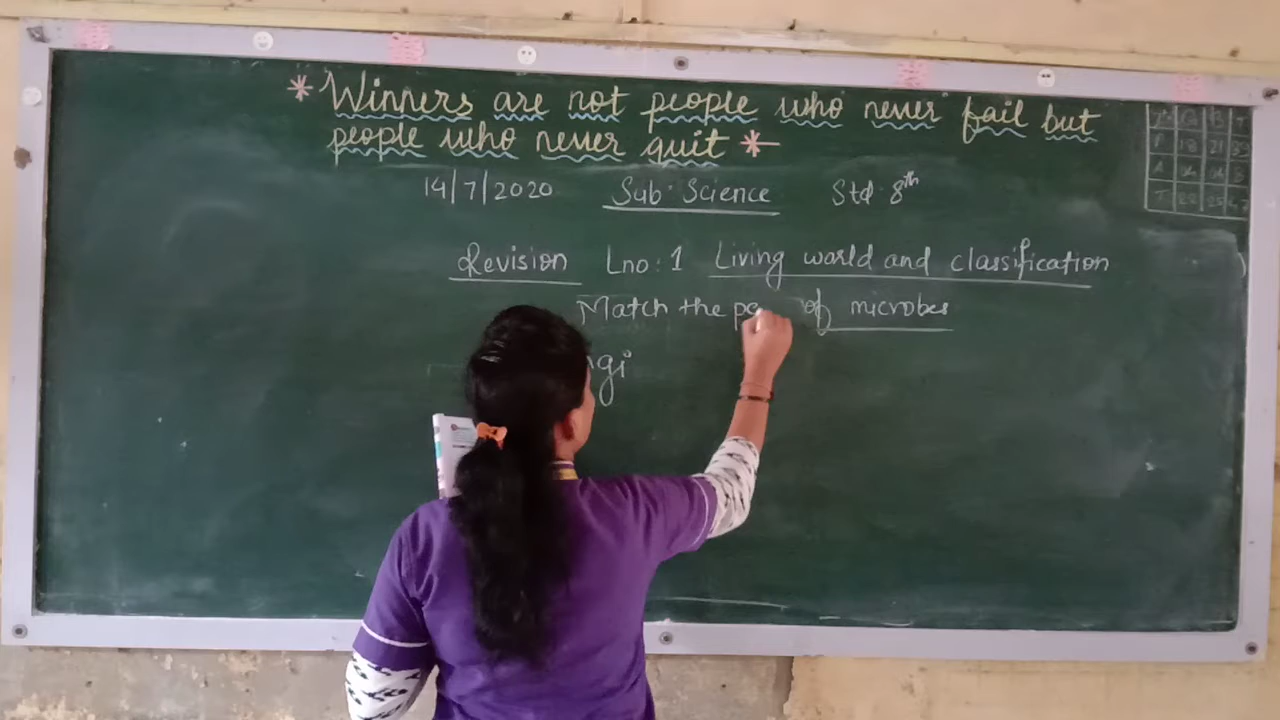 * Winners are not people who never fail but
people who never quit *
14/7/2020 Sub: Science Std 8th
Revision Lno: 1 Living world and classification
Match the of microbes